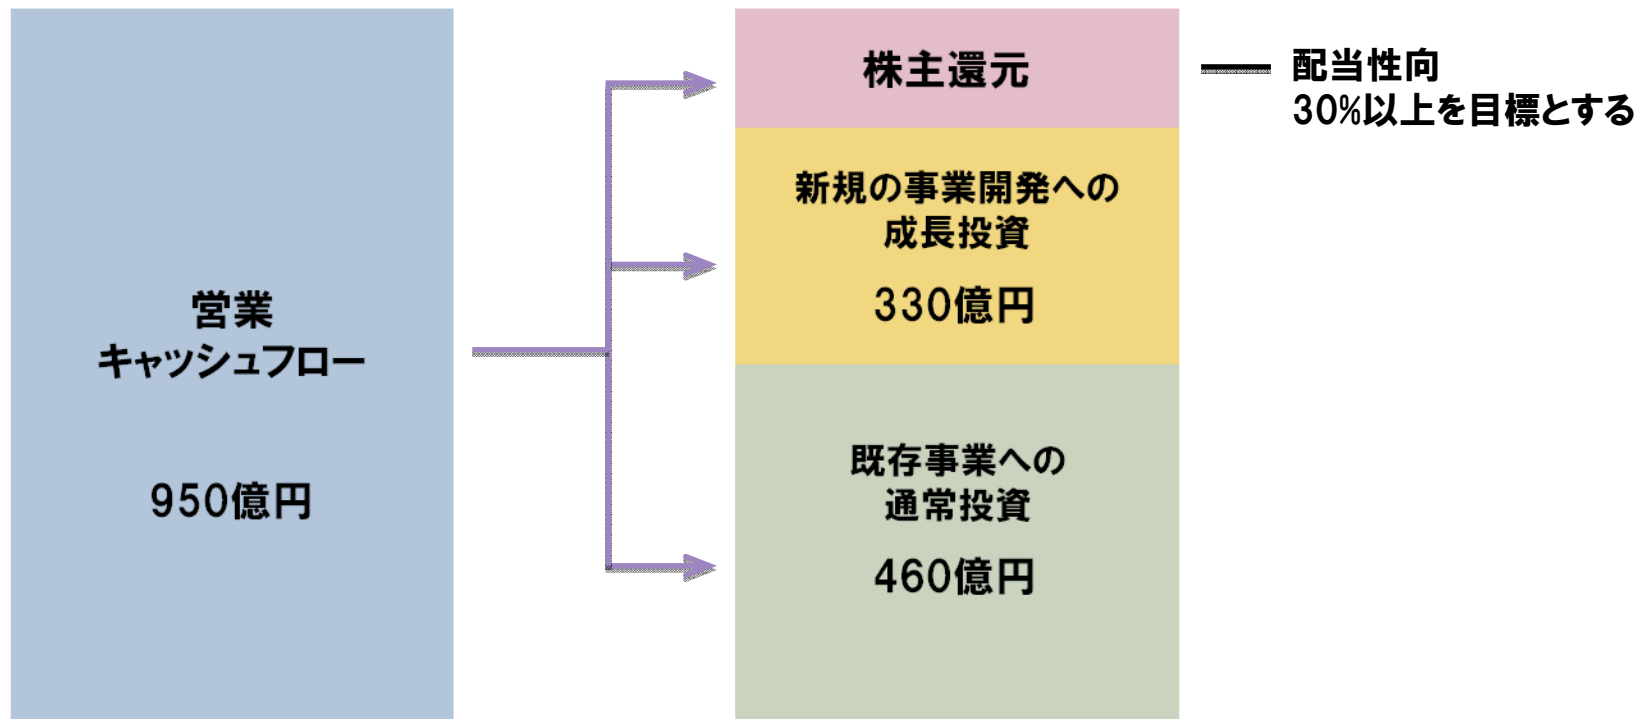 営業
キャッシュフロー
950億円
株主還元
新規の事業開発への
成長投資
330億円
既存事業への
通常投資
460億円
配当性向
30%以上を目標とする